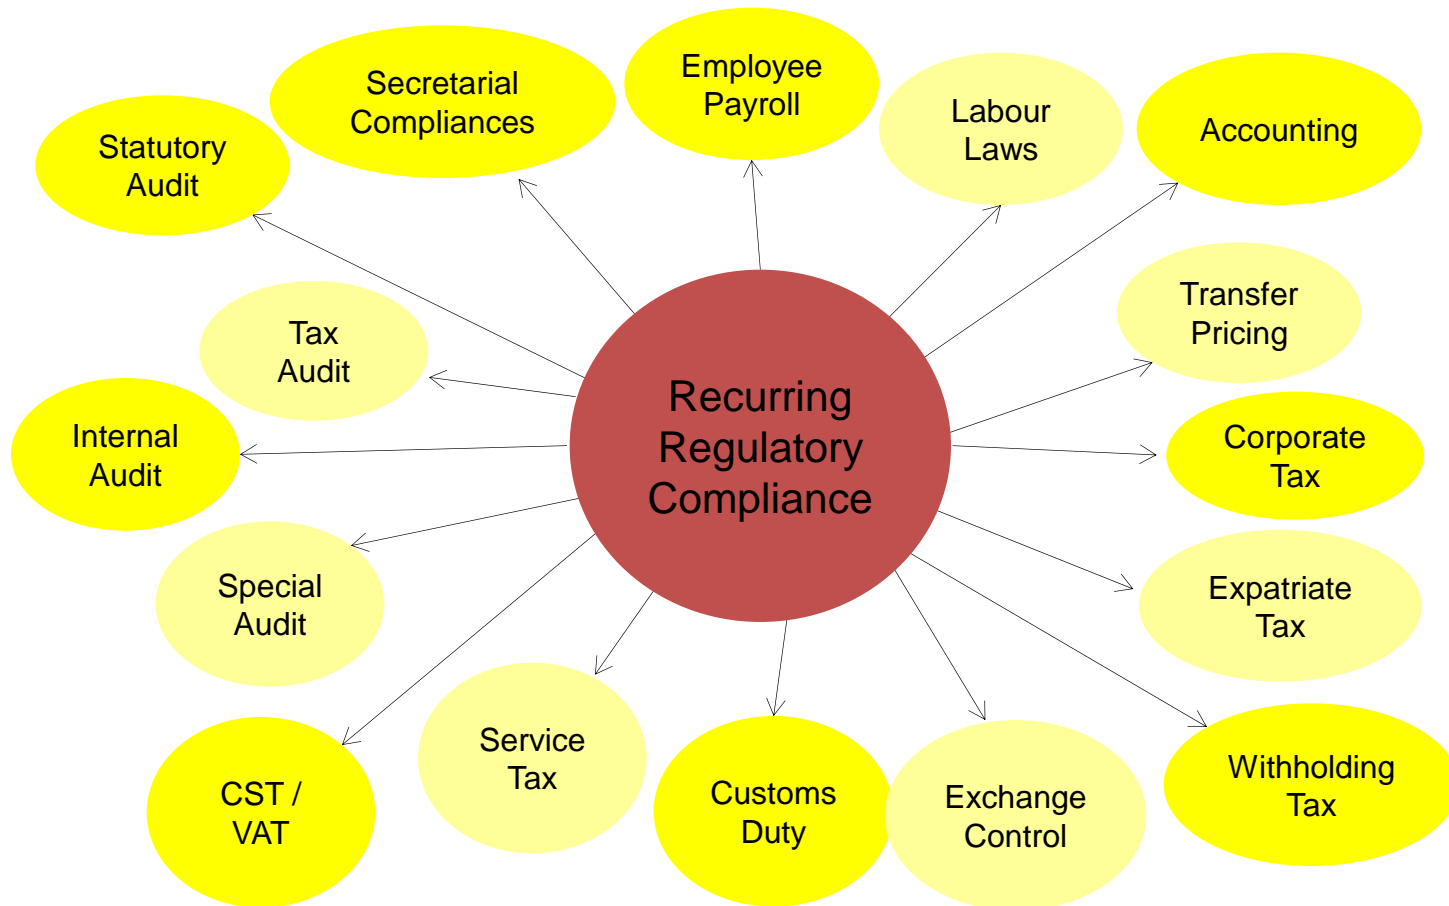 Secretarial
Compliances
Employee
Payroll
Labour
Laws
Accounting
Statutory
Audit
Transfer
Pricing
Tax
Audit
Recurring
Regulatory
Compliance
Internal
Audit
Corporate
Tax
Special
Audit
Expatriate
Tax
Service
Tax
CST /
VAT
Customs
Duty
Exchange
Control
Withholding
Tax